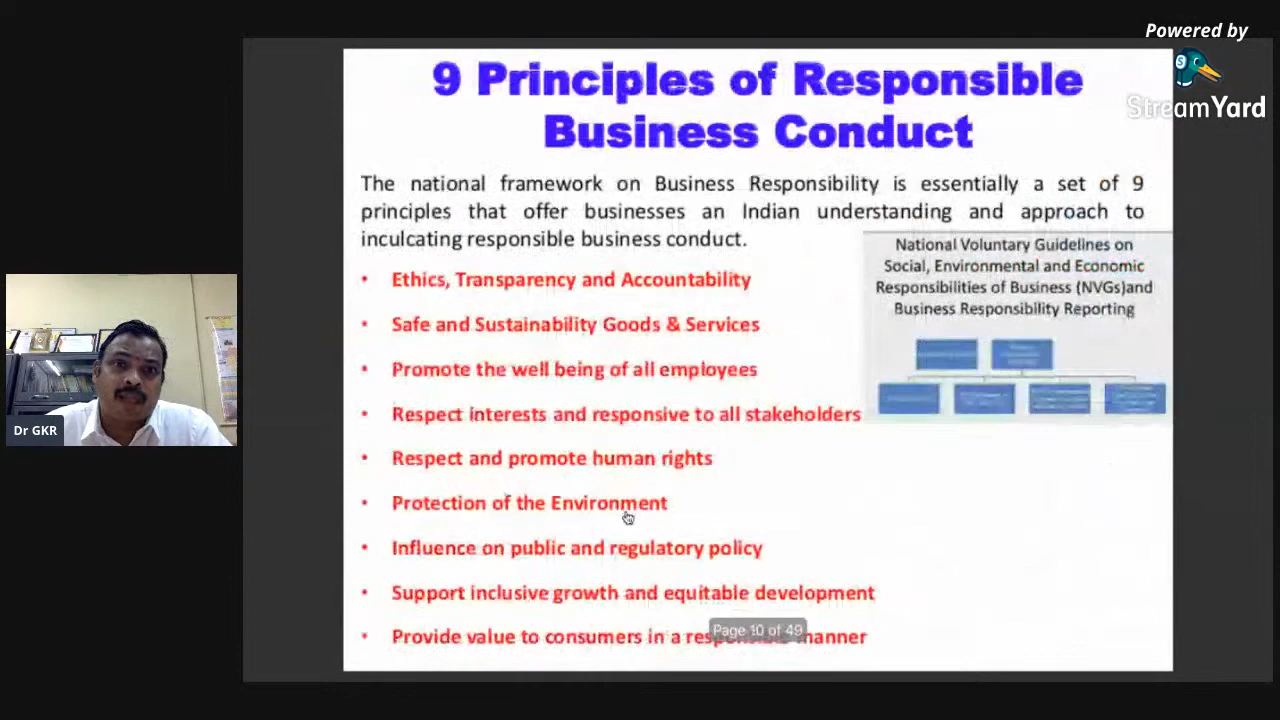 Powered by
StreamYard
9 Principles of Responsible
Business Conduct
The national framework on Business Responsibility is essentially a set of 9
principles that offer businesses an Indian understanding and approach to
inculcating responsible business conduct.
National Voluntary Guidelines on
Social, Environmental and Economic
Responsibilities of Business (NVGs)and
Business Responsibility Reporting
• Ethics, Transparency and Accountability
• Safe and Sustainability Goods & Services
• Promote the well being of all employees
• Respect interests and responsive to all stakeholders
• Respect and promote human rights
• Protection of the Environment
• Influence on public and regulatory policy
• Support inclusive growth and equitable development
• Provide value to consumers in a responsible manner
Page 10 of 49
Dr GKR